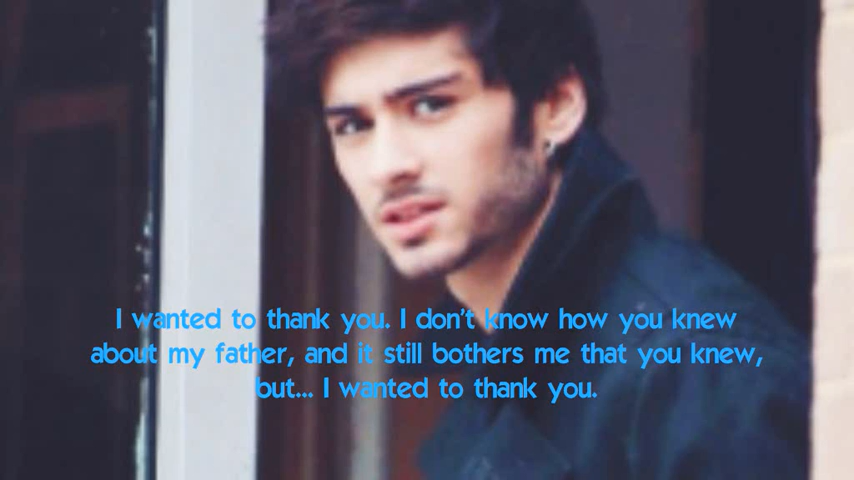 I wanted to thank you. I don't know how you knew
about my father, and it still bothers me that you knew,
but... I wanted to thank you.